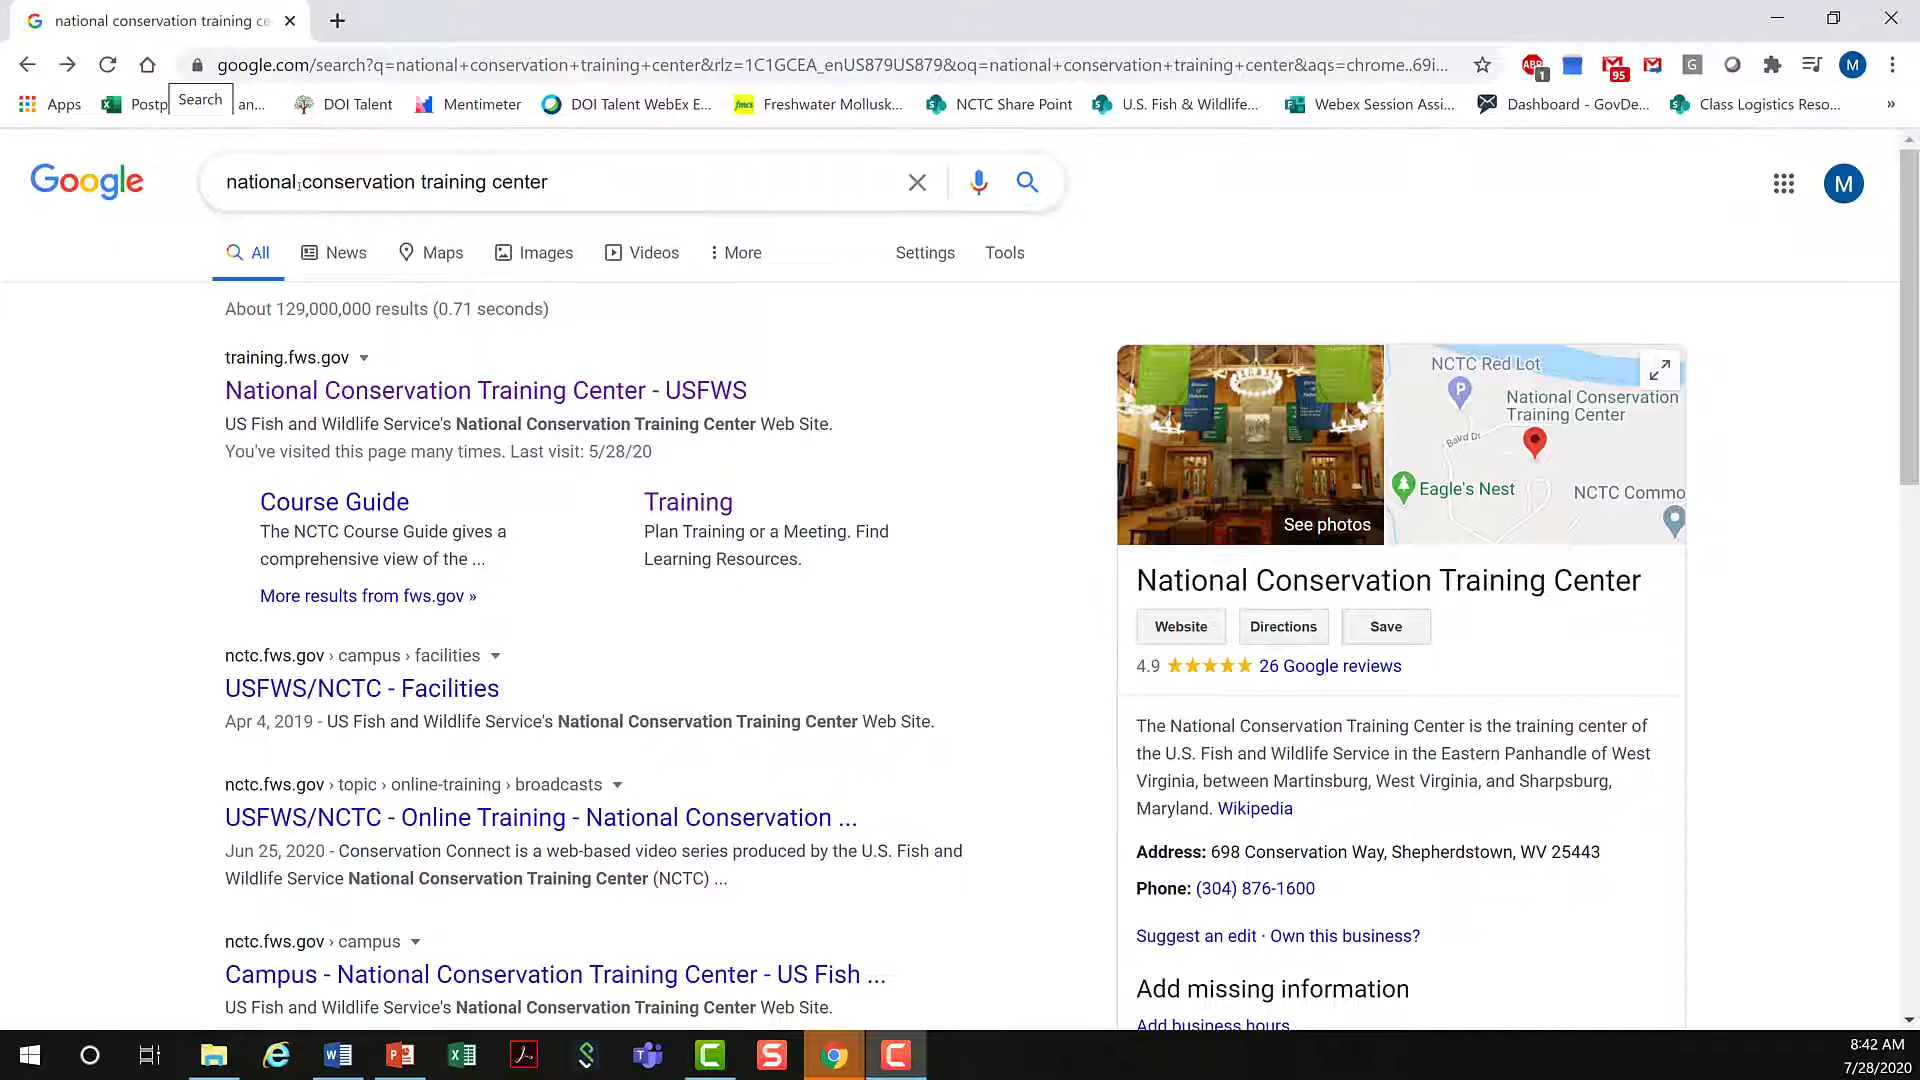 national conservation training ce
google.com/search?q=national+conservation+training+center&rlz=1C1GCEA_enUS879US879&oq=national+conservation+training+center&aqs=chrome..69i...
ABP
1
95
G
M
Apps
Postp
Search
an...
DOI Talent
Mentimeter
DOI Talent WebEx E...
fmcs
Freshwater Mollusk...
NCTC Share Point
U.S. Fish & Wildlife...
Webex Session Assi...
Dashboard - GovDe...
Class Logistics Reso...
»
Google
national conservation training center
M
All
News
Maps
Images
Videos
More
Settings
Tools
About 129,000,000 results (0.71 seconds)
training.fws.gov
National Conservation Training Center - USFWS
US Fish and Wildlife Service's National Conservation Training Center Web Site.
You've visited this page many times. Last visit: 5/28/20
Course Guide
The NCTC Course Guide gives a
comprehensive view of the ...
Training
Plan Training or a Meeting. Find
Learning Resources.
More results from fws.gov »
nctc.fws.gov › campus › facilities
USFWS/NCTC - Facilities
Apr 4, 2019 - US Fish and Wildlife Service's National Conservation Training Center Web Site.
nctc.fws.gov › topic › online-training › broadcasts
USFWS/NCTC - Online Training - National Conservation ...
Jun 25, 2020 - Conservation Connect is a web-based video series produced by the U.S. Fish and
Wildlife Service National Conservation Training Center (NCTC) ...
nctc.fws.gov › campus
Campus - National Conservation Training Center - US Fish ...
US Fish and Wildlife Service's National Conservation Training Center Web Site.
See photos
NCTC Red Lot
P
National Conservation
Training Center
Bavd Dr
Eagle's Nest
NCTC Commo
National Conservation Training Center
Website
Directions
Save
4.9
26 Google reviews
The National Conservation Training Center is the training center of
the U.S. Fish and Wildlife Service in the Eastern Panhandle of West
Virginia, between Martinsburg, West Virginia, and Sharpsburg,
Maryland. Wikipedia
Address: 698 Conservation Way, Shepherdstown, WV 25443
Phone: (304) 876-1600
Suggest an edit · Own this business?
Add missing information
Add business hours
8:42 AM
7/28/2020